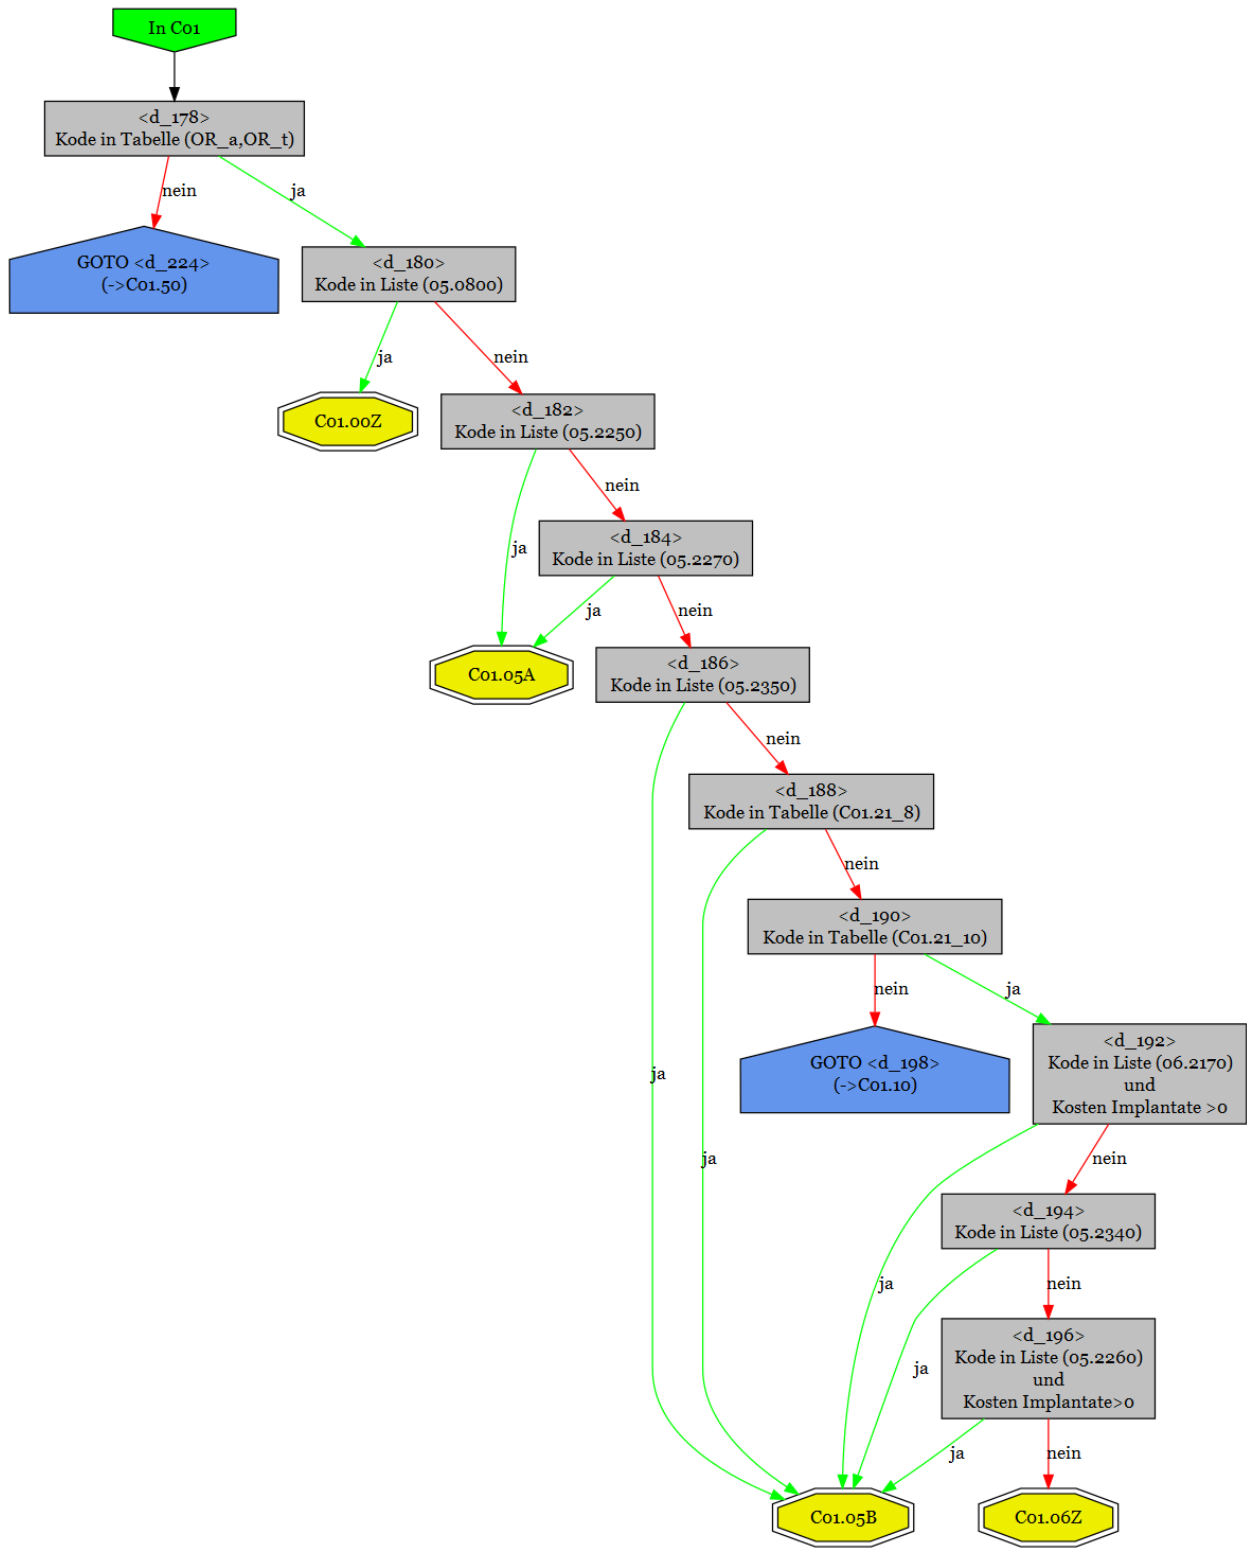 In C01
<d_178>
Kode in Tabelle (OR_a,OR_t)
nein
ja
GOTO <d_224>
(->C01.50)
<d_180>
Kode in Liste (05.0800)
ja
nein
C01.00Z
<d_182>
Kode in Liste (05.2250)
nein
ja
<d_184>
Kode in Liste (05.2270)
ja
nein
C01.05A
<d_186>
Kode in Liste (05.2350)
nein
<d_188>
Kode in Tabelle (C01.21_8)
nein
<d_190>
Kode in Tabelle (C01.21_10)
nein
ja
GOTO <d_198>
(->C01.10)
<d_192>
Kode in Liste (06.2170)
und
Kosten Implantate >0
ja
ja
nein
<d_194>
Kode in Liste (05.2340)
ja
nein
<d_196>
Kode in Liste (05.2260)
und
Kosten Implantate>0
ja
ja
nein
C01.05B
C01.06Z